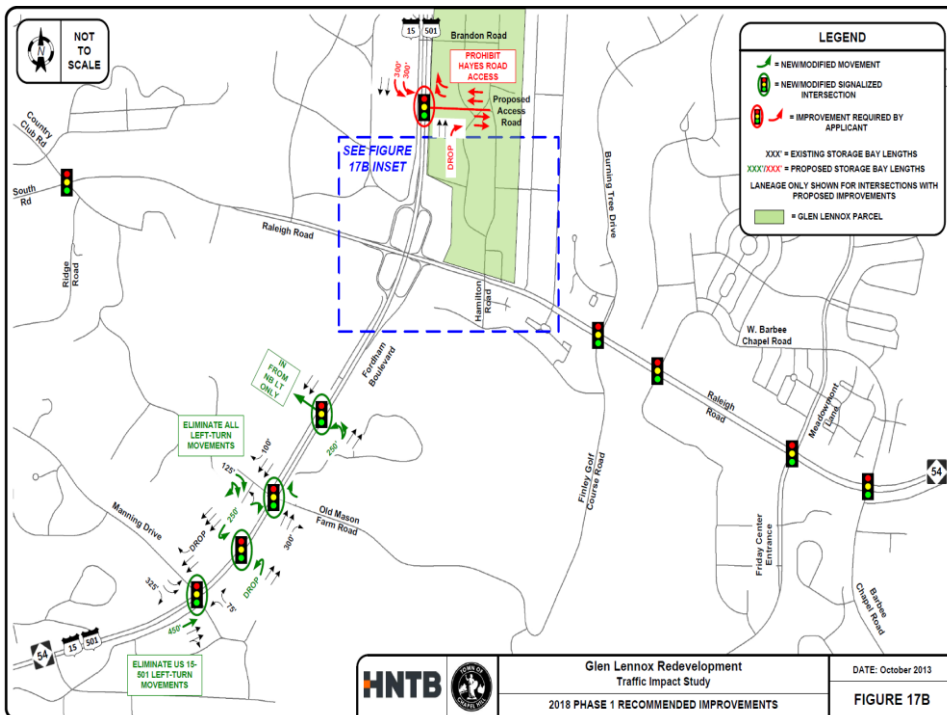 N
NOT
TO
SCALE
15
501
Brandon Road
300'
300'
PROHIBIT
HAYES ROAD
ACCESS
Proposed
Access
Road
DROP
SEE FIGURE
17B INSET
Country
Club Rd
South
Rd
Ridge
Road
Raleigh Road
Hamilton
Road
Burning Tree Drive
LEGEND
= NEW/MODIFIED MOVEMENT
= NEW/MODIFIED SIGNALIZED
INTERSECTION
= IMPROVEMENT REQUIRED BY
APPLICANT
XXX' = EXISTING STORAGE BAY LENGTHS
XXX'/XXX' = PROPOSED STORAGE BAY LENGTHS
LANEAGE ONLY SHOWN FOR INTERSECTIONS WITH
PROPOSED IMPROVEMENTS
= GLEN LENNOX PARCEL
W. Barbee
Chapel Road
Meadowmont
Lane
Raleigh
Road
54
Fordham
Boulevard
IN
FROM
NB LT
ONLY
250'
ELIMINATE ALL
LEFT-TURN
MOVEMENTS
100'
125'
250'
Old Mason
Farm Road
300'
Finley Golf
Course Road
Friday Center
Entrance
Barbee
Chapel Road
Manning Drive
DROP
DROP
325'
75'
450'
54
15
501
ELIMINATE US 15-
501 LEFT-TURN
MOVEMENTS
HNTB
TOWN OF
CHAPEL HILL
Glen Lennox Redevelopment
Traffic Impact Study
2018 PHASE 1 RECOMMENDED IMPROVEMENTS
DATE: October 2013
FIGURE 17B